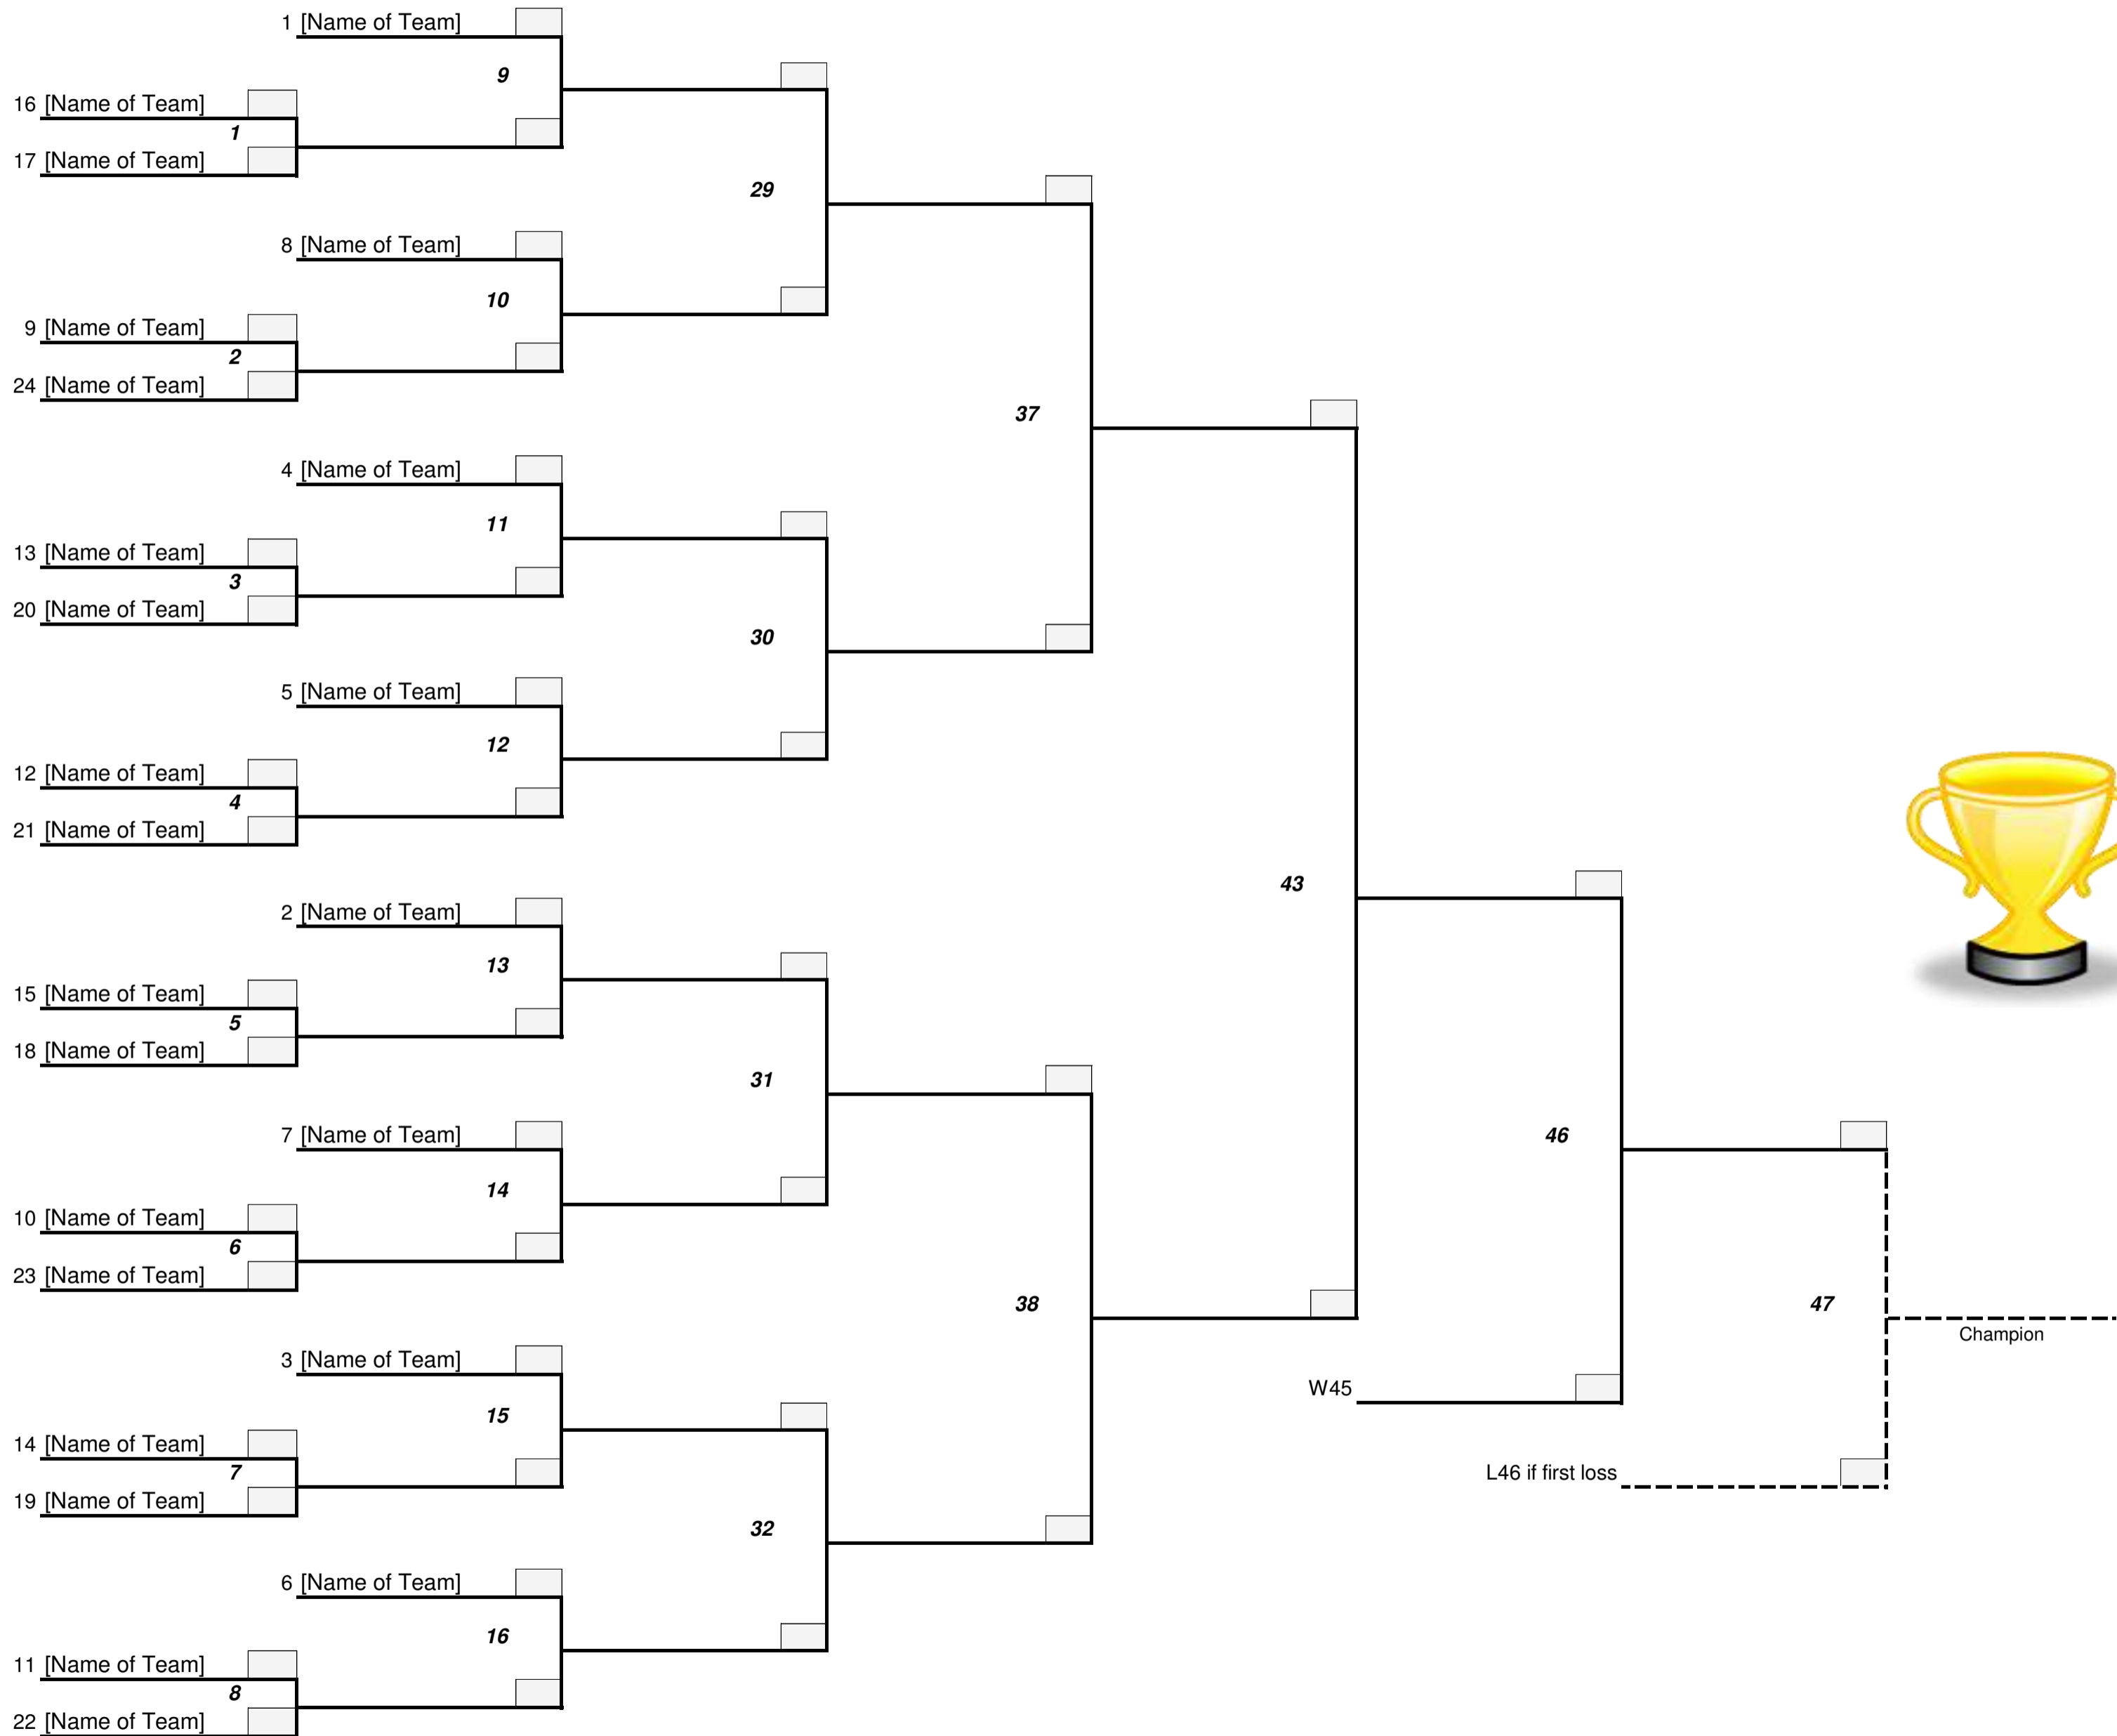 1 [Name of Team]
9
16 [Name of Team]
1
17 [Name of Team]
29
8 [Name of Team]
10
9 [Name of Team]
2
24 [Name of Team]
37
4 [Name of Team]
11
13 [Name of Team]
3
20 [Name of Team]
30
5 [Name of Team]
12
12 [Name of Team]
4
21 [Name of Team]
43
2 [Name of Team]
13
15 [Name of Team]
5
18 [Name of Team]
31
7 [Name of Team]
46
14
10 [Name of Team]
6
23 [Name of Team]
38
47
Champion
3 [Name of Team]
W45
15
14 [Name of Team]
7
L46 if first loss
19 [Name of Team]
32
6 [Name of Team]
16
11 [Name of Team]
8
22 [Name of Team]